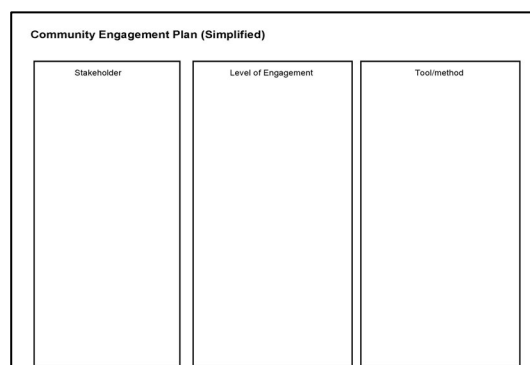 Community Engagement Plan (Simplified)
Stakeholder
Level of Engagement
Tool/method